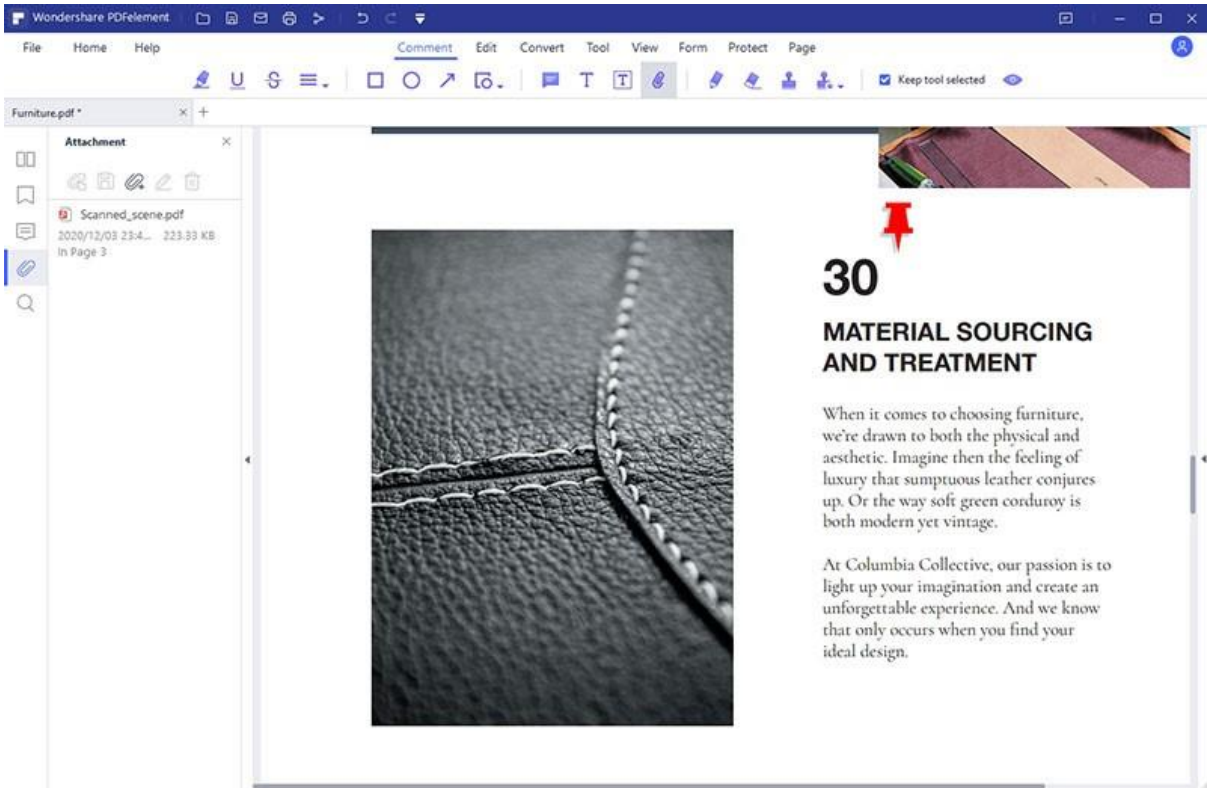 Wondershare PDFelement
File Home Help Comment Edit Convert Tool View Form Protect Page
Keep tool selected
Furniture.pdf *
Attachment
Scanned_scene.pdf
2020/12/03 23:4... 223.33 KB
In Page 3
30
MATERIAL SOURCING
AND TREATMENT
When it comes to choosing furniture,
we're drawn to both the physical and
aesthetic. Imagine then the feeling of
luxury that sumptuous leather conjures
up. Or the way soft green corduroy is
both modern yet vintage.
At Columbia Collective, our passion is to
light up your imagination and create an
unforgettable experience. And we know
that only occurs when you find your
ideal design.